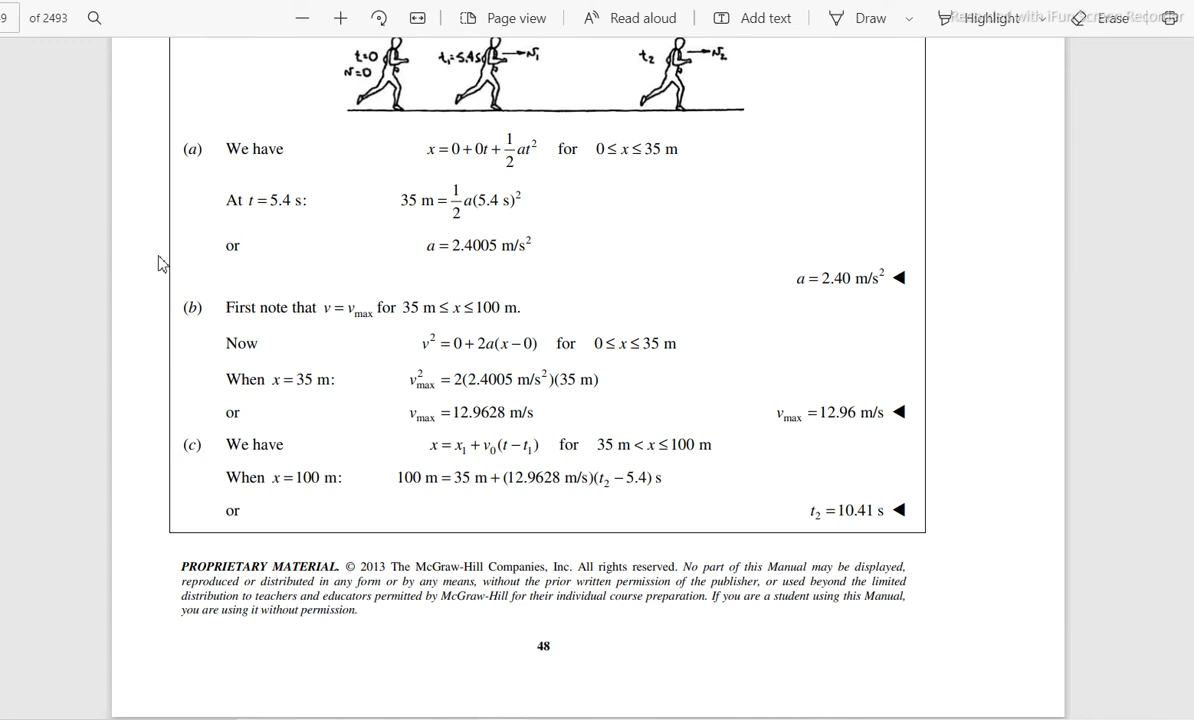 9 of 2493 Page view Read aloud Add text Draw Highlight Erase
Recorded with iFun Screen Recorder
t=0 t₁=5.4s v₁ t₂ v₂
v=0
(a) We have x = 0 + 0t + 1/2 at² for 0 ≤ x ≤ 35 m
At t = 5.4 s: 35 m = 1/2 a(5.4 s)²
or a = 2.4005 m/s²
a = 2.40 m/s² ◀
(b) First note that v = vmax for 35 m ≤ x ≤ 100 m.
Now v² = 0 + 2a(x − 0) for 0 ≤ x ≤ 35 m
When x = 35 m: v²max = 2(2.4005 m/s²)(35 m)
or vmax = 12.9628 m/s vmax = 12.96 m/s ◀
(c) We have x = x₁ + v₀(t − t₁) for 35 m < x ≤ 100 m
When x = 100 m: 100 m = 35 m + (12.9628 m/s)(t₂ − 5.4) s
or t₂ = 10.41 s ◀
PROPRIETARY MATERIAL. © 2013 The McGraw-Hill Companies, Inc. All rights reserved. No part of this Manual may be displayed,
reproduced or distributed in any form or by any means, without the prior written permission of the publisher, or used beyond the limited
distribution to teachers and educators permitted by McGraw-Hill for their individual course preparation. If you are a student using this Manual,
you are using it without permission.
48